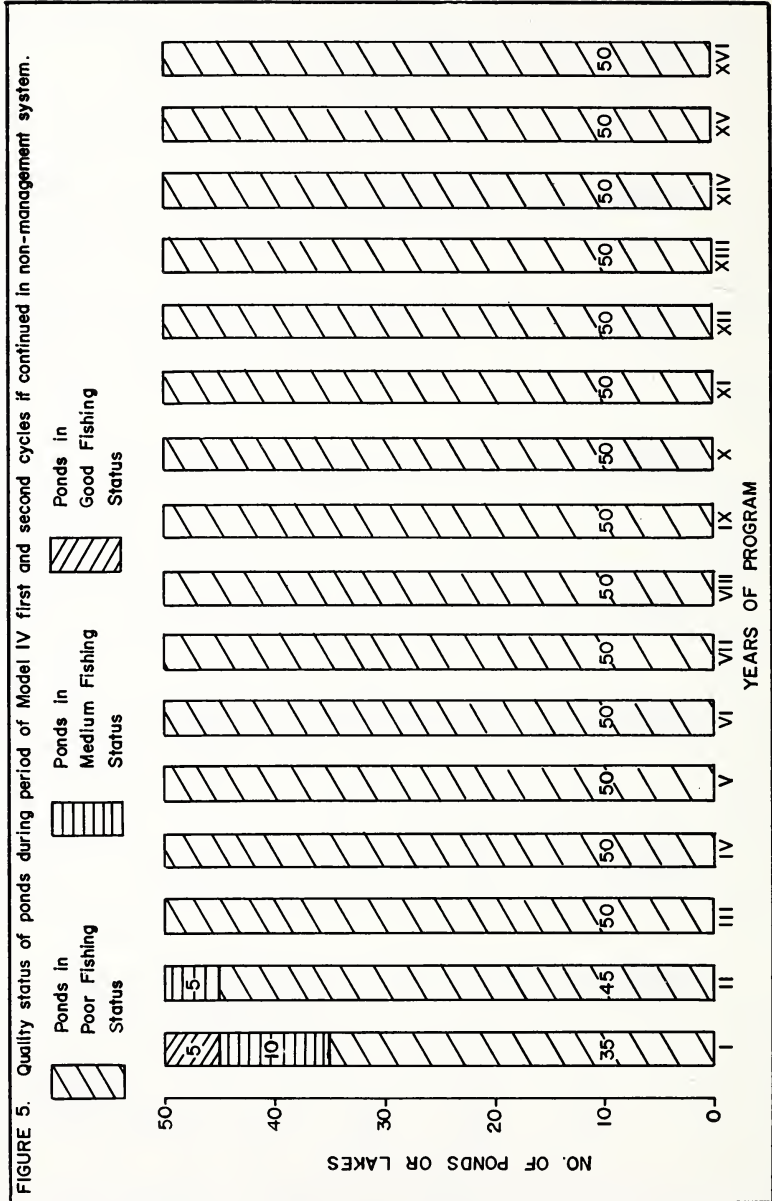 FIGURE 5. Quality status of ponds during period of Model IV first and second cycles if continued in non-management system.
Ponds in
Poor Fishing
Status
Ponds in
Medium Fishing
Status
Ponds in
Good Fishing
Status
NO. OF PONDS OR LAKES
50
40
30
20
10
0
5
10
35
5
45
50
50
50
50
50
50
50
50
50
50
50
50
50
50
I
II
III
IV
V
VI
VII
VIII
IX
X
XI
XII
XIII
XIV
XV
XVI
YEARS OF PROGRAM